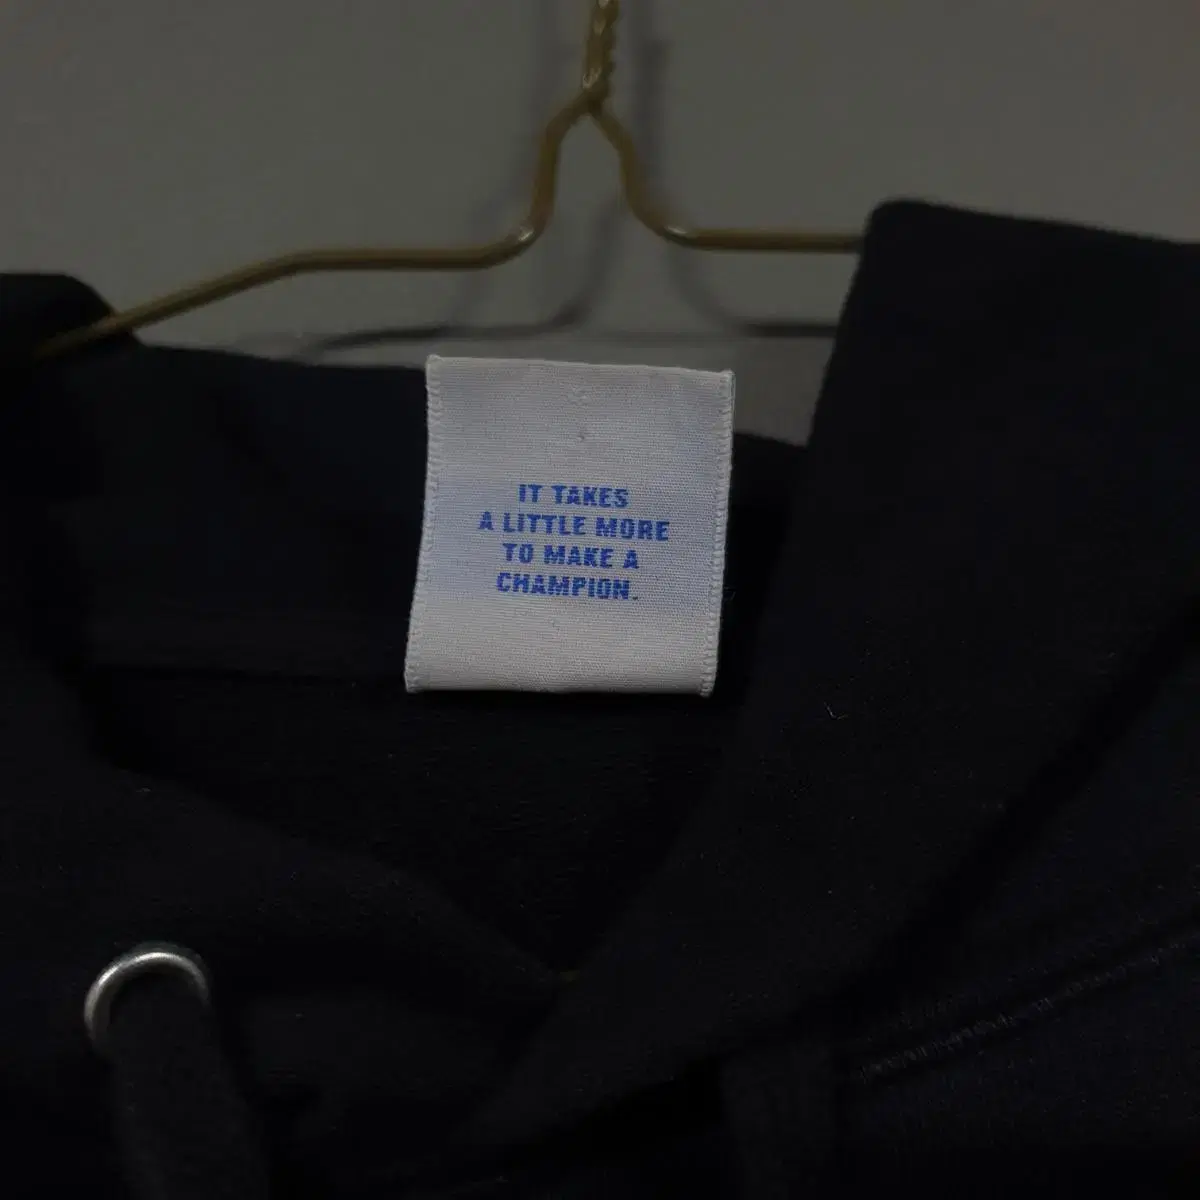 IT TAKES
A LITTLE MORE
TO MAKE A
CHAMPION.